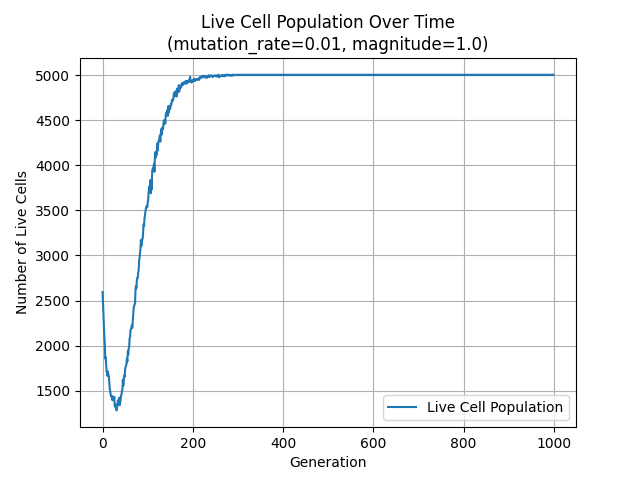 Live Cell Population Over Time
(mutation_rate=0.01, magnitude=1.0)
Number of Live Cells
5000
4500
4000
3500
3000
2500
2000
1500
Live Cell Population
0 200 400 600 800 1000
Generation